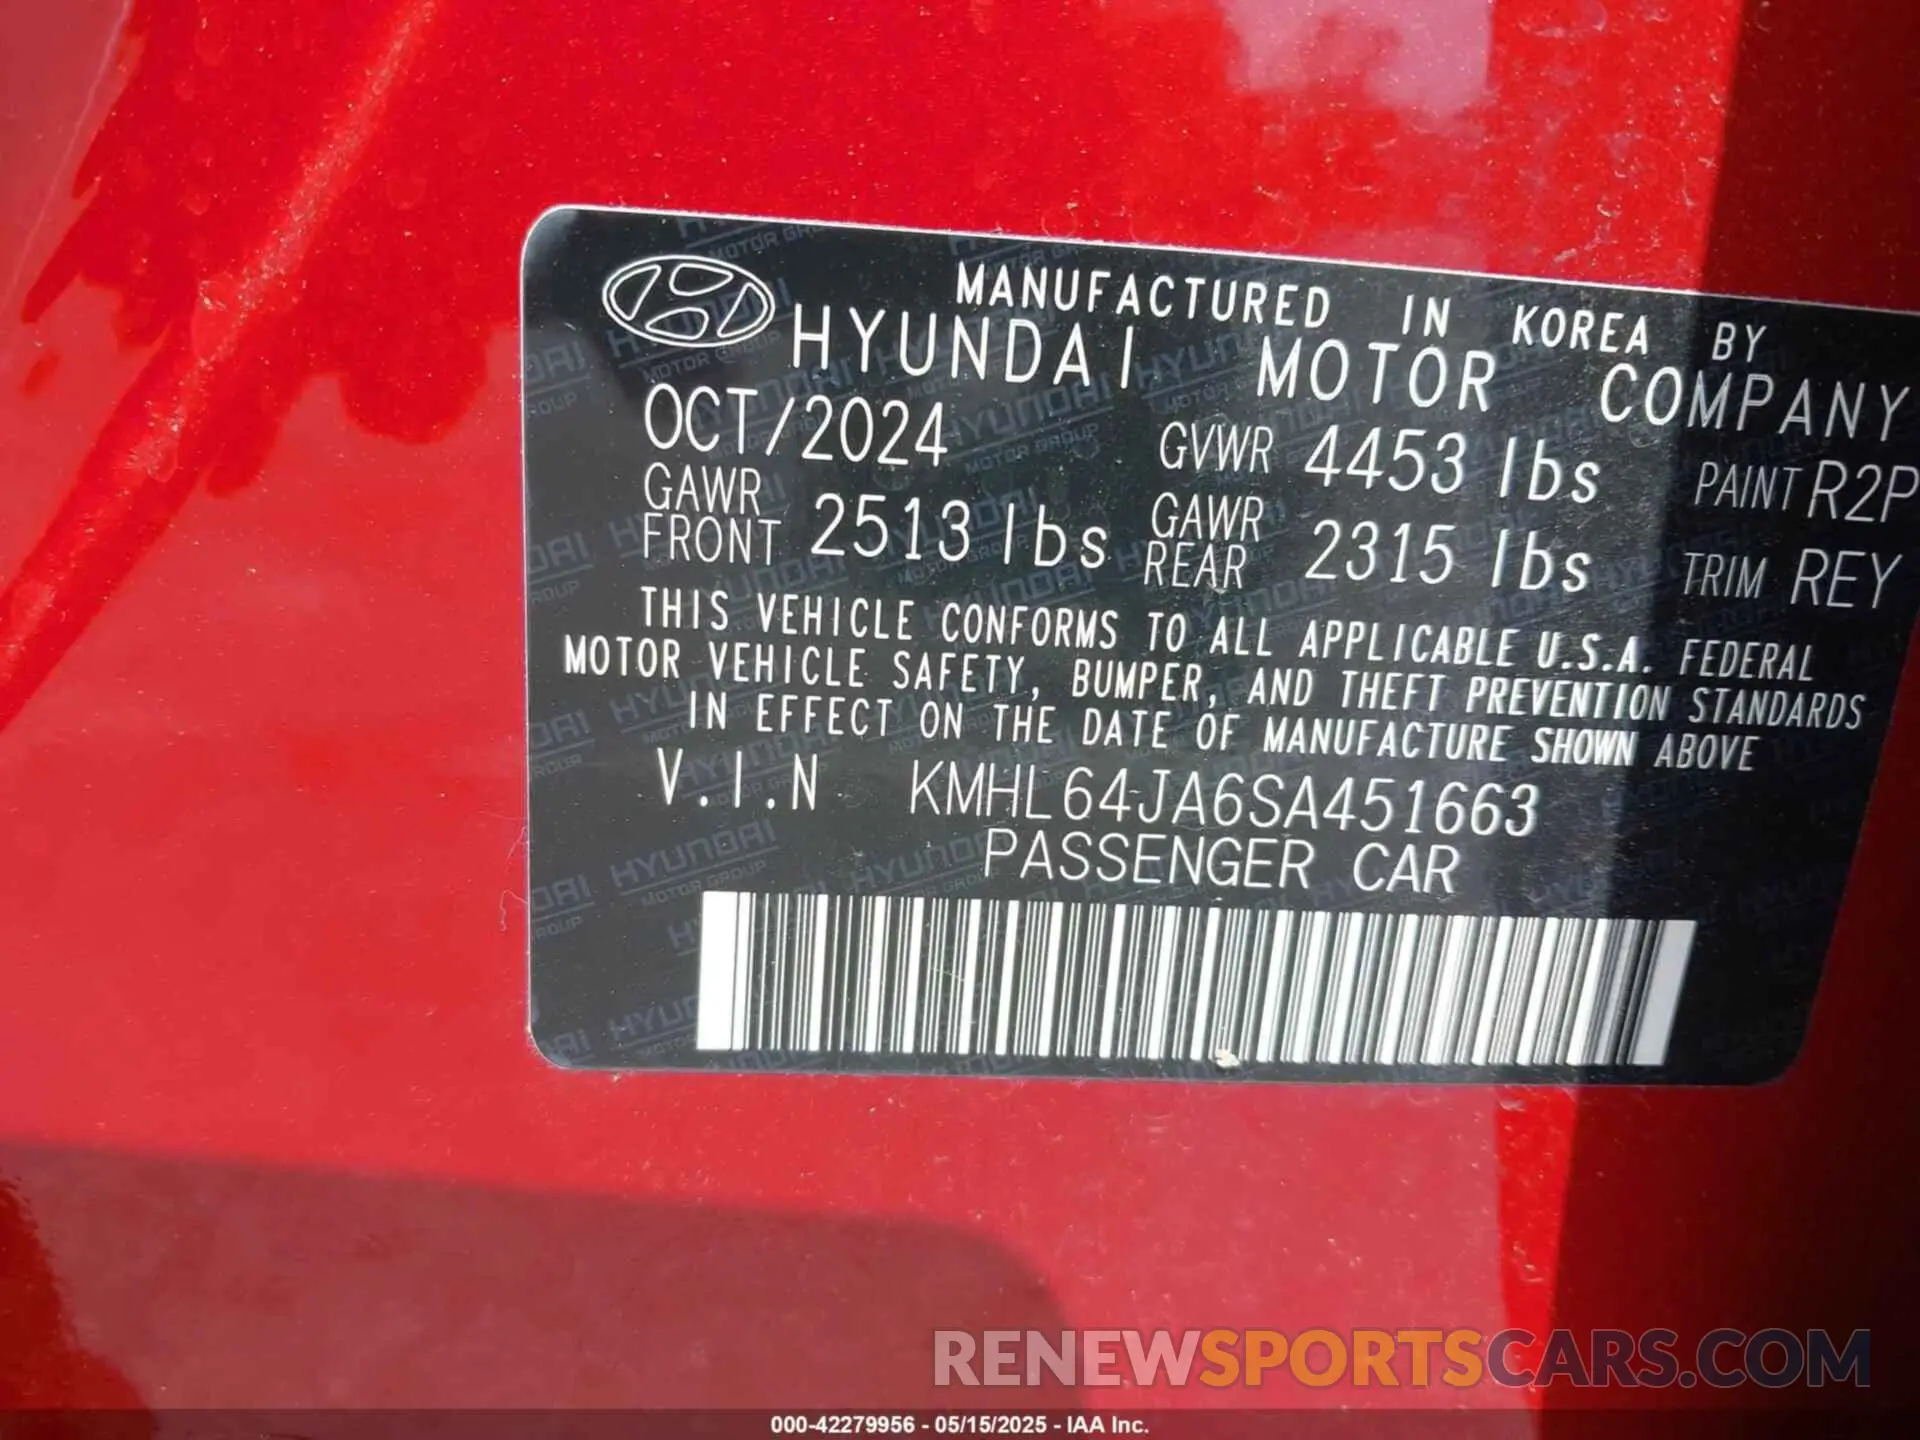 MANUFACTURED IN KOREA BY
HYUNDAI MOTOR COMPANY
OCT/2024 GVWR 4453 lbs PAINT R2P
GAWR FRONT 2513 lbs GAWR REAR 2315 lbs TRIM REY
THIS VEHICLE CONFORMS TO ALL APPLICABLE U.S.A. FEDERAL
MOTOR VEHICLE SAFETY, BUMPER, AND THEFT PREVENTION STANDARDS
IN EFFECT ON THE DATE OF MANUFACTURE SHOWN ABOVE
V.I.N KMHL64JA6SA451663
PASSENGER CAR
RENEWSPORTSCARS.COM
000-42279956 - 05/15/2025 - IAA Inc.